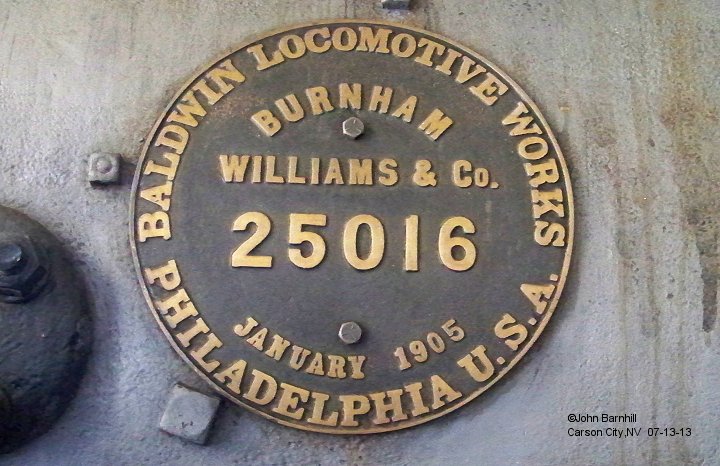 BALDWIN LOCOMOTIVE WORKS
BURNHAM
WILLIAMS & Co.
25016
JANUARY 1905
PHILADELPHIA U.S.A.
©John Barnhill
Carson City,NV 07-13-13